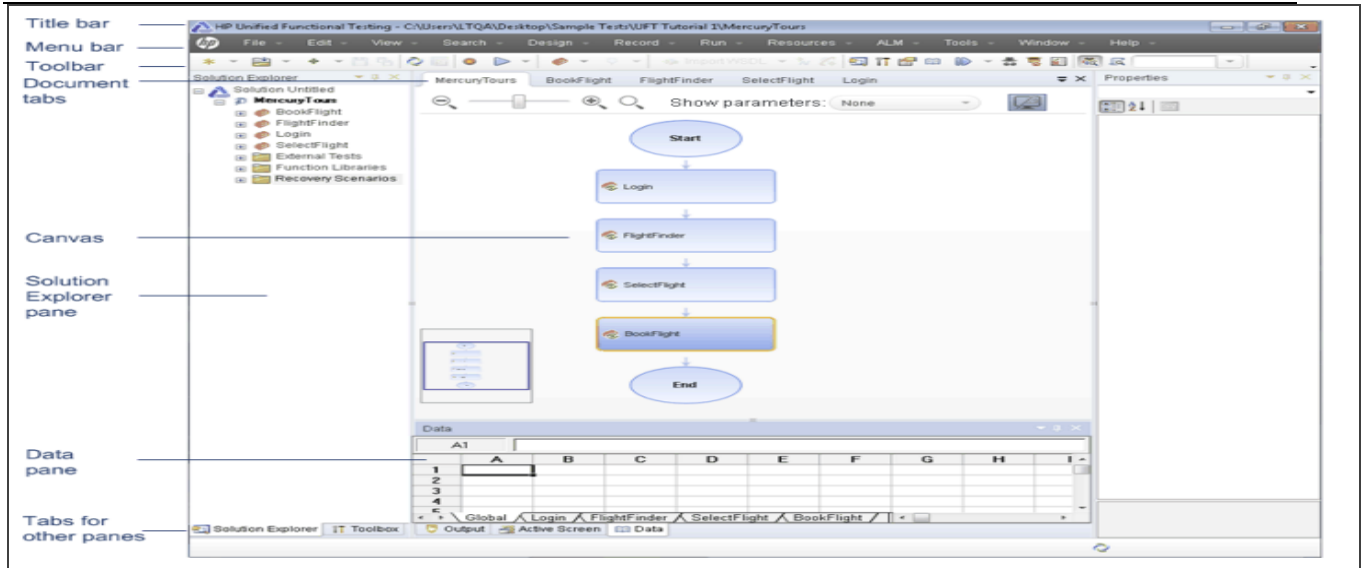 Title bar
HP Unified Functional Testing - C:\Users\LTQA\Desktop\Sample Tests\UFT Tutorial 1\MercuryTours
Menu bar
hp File Edit View Search Design Record Run Resources ALM Tools Window Help
Toolbar
Import WSDL
Document
tabs
Solution Explorer
MercuryTours BookFlight FlightFinder SelectFlight Login
Properties
Solution Untitled
MercuryTours
BookFlight
FlightFinder
Login
SelectFlight
External Tests
Function Libraries
Recovery Scenarios
Show parameters: None
Start
Login
FlightFinder
SelectFlight
BookFlight
End
Canvas
Solution
Explorer
pane
Data
A1
Data
pane
A B C D E F G H I
1
2
3
4
5
Global Login FlightFinder SelectFlight BookFlight
Tabs for
other panes
Solution Explorer Toolbox Output Active Screen Data